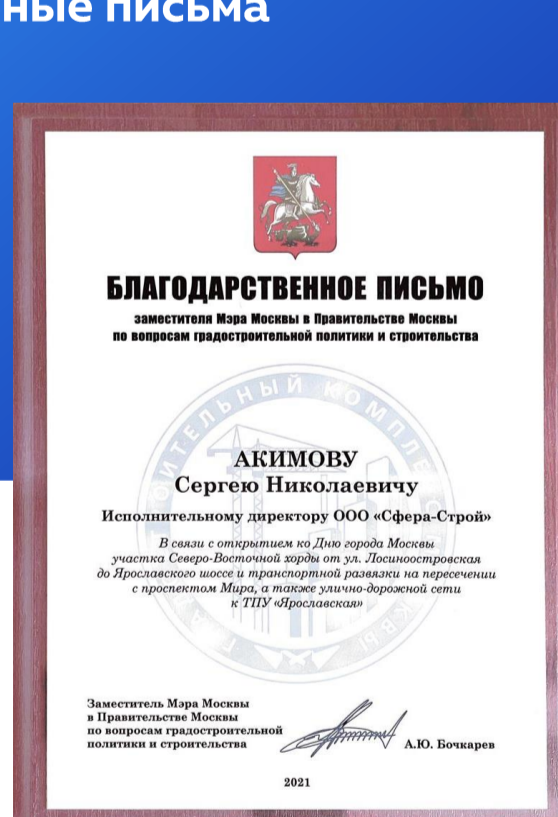 ные письма
БЛАГОДАРСТВЕННОЕ ПИСЬМО
заместителя Мэра Москвы в Правительстве Москвы
по вопросам градостроительной политики и строительства
АКИМОВУ
Сергею Николаевичу
Исполнительному директору ООО «Сфера-Строй»
В связи с открытием ко Дню города Москвы
участка Северо-Восточной хорды от ул. Лосиноостровская
до Ярославского шоссе и транспортной развязки на пересечении
с проспектом Мира, а также улично-дорожной сети
к ТПУ «Ярославская»
Заместитель Мэра Москвы
в Правительстве Москвы
по вопросам градостроительной
политики и строительства
А.Ю. Бочкарев
2021